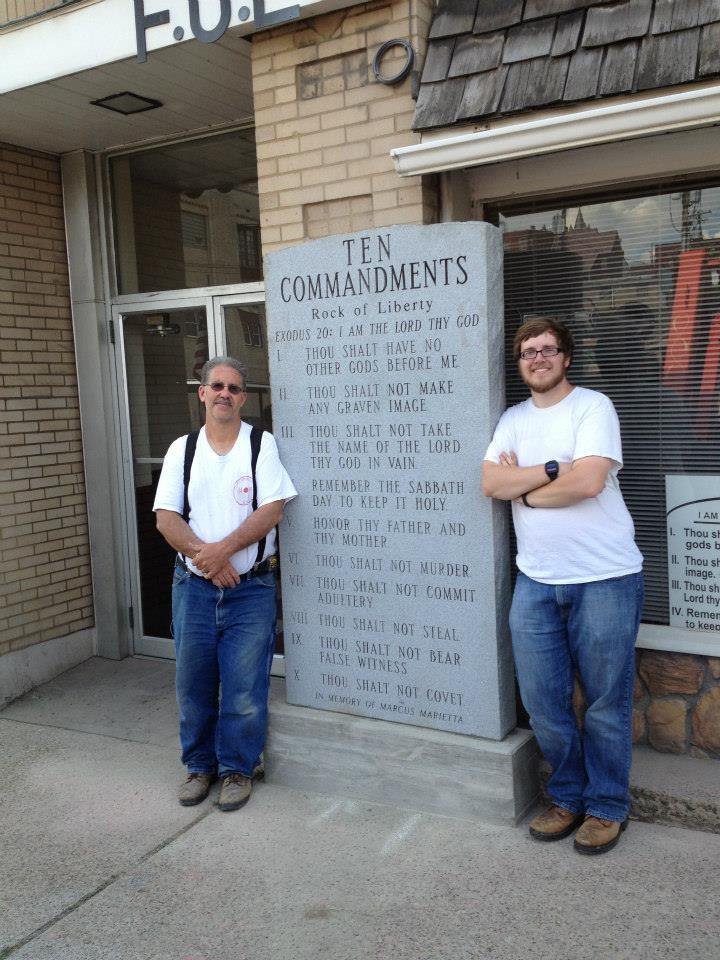 F.O.E
TEN
COMMANDMENTS
Rock of Liberty
EXODUS 20: I AM THE LORD THY GOD
I THOU SHALT HAVE NO
OTHER GODS BEFORE ME
II THOU SHALT NOT MAKE
ANY GRAVEN IMAGE
III THOU SHALT NOT TAKE
THE NAME OF THE LORD
THY GOD IN VAIN
REMEMBER THE SABBATH
DAY TO KEEP IT HOLY
V HONOR THY FATHER AND
THY MOTHER
VI THOU SHALT NOT MURDER
VII THOU SHALT NOT COMMIT
ADULTERY
VIII THOU SHALT NOT STEAL
IX THOU SHALT NOT BEAR
FALSE WITNESS
X THOU SHALT NOT COVET
IN MEMORY OF MARCUS MARIETTA
I AM
I. Thou sh
gods b
II. Thou sh
image.
III. Thou sh
Lord thy
IV. Remem
to keep